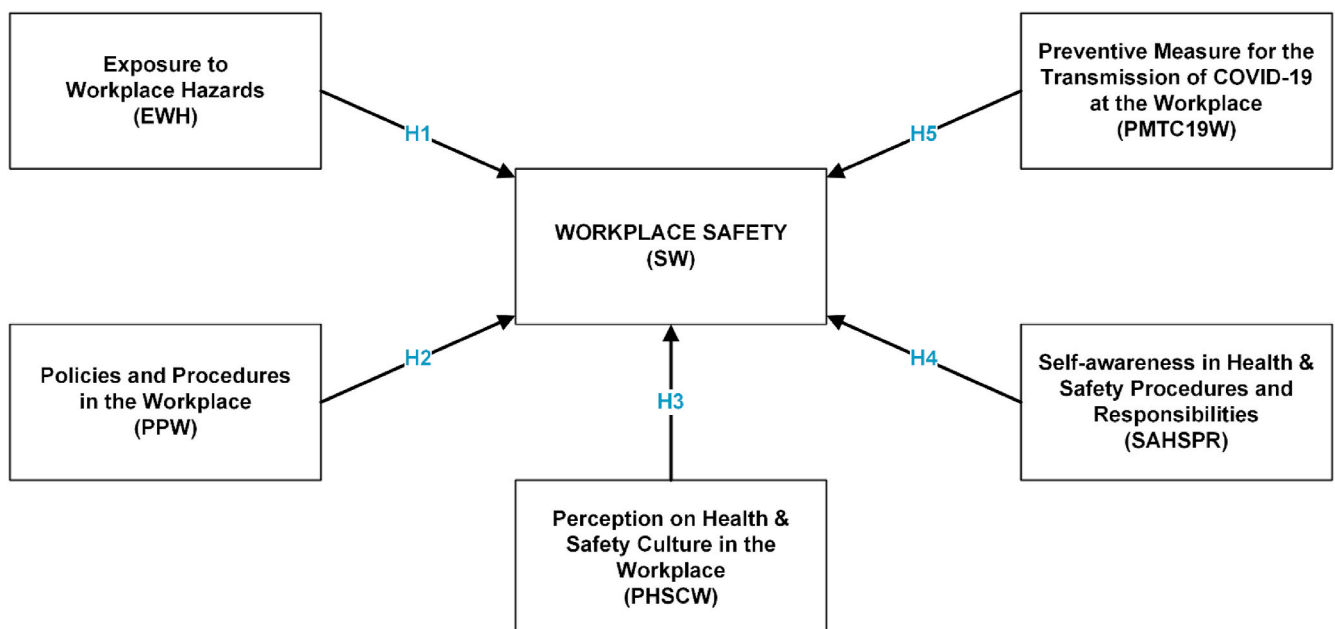 Exposure to
Workplace Hazards
(EWH)
Preventive Measure for the
Transmission of COVID-19
at the Workplace
(PMTC19W)
H1
H5
WORKPLACE SAFETY
(SW)
Policies and Procedures
in the Workplace
(PPW)
H2
H3
H4
Self-awareness in Health &
Safety Procedures and
Responsibilities
(SAHSPR)
Perception on Health &
Safety Culture in the
Workplace
(PHSCW)